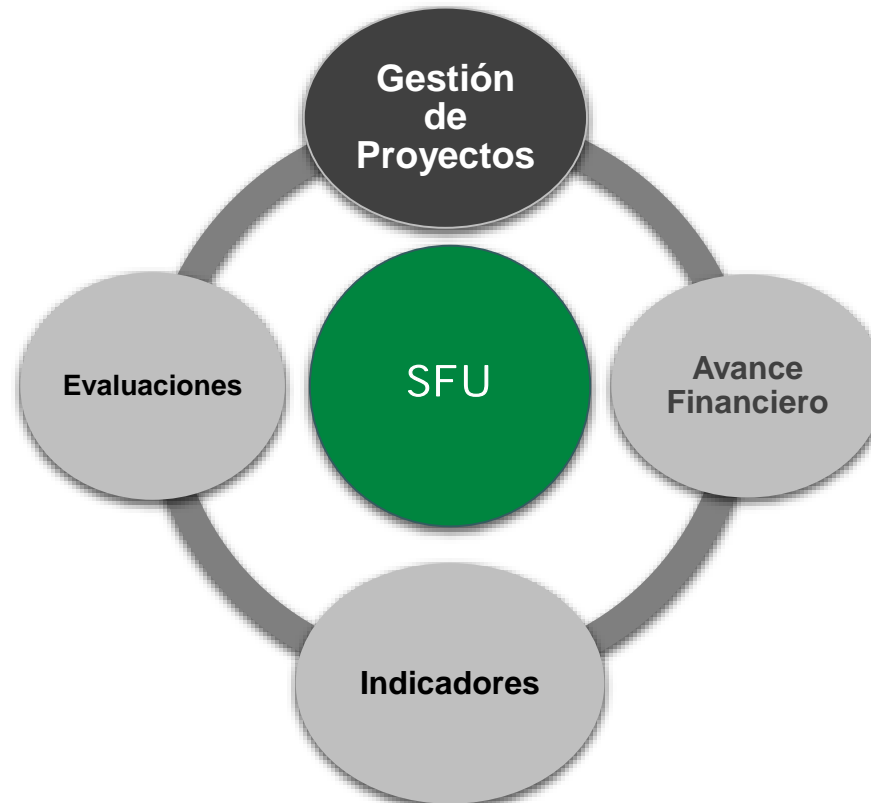 Gestión
de
Proyectos
Evaluaciones
SFU
Avance
Financiero
Indicadores